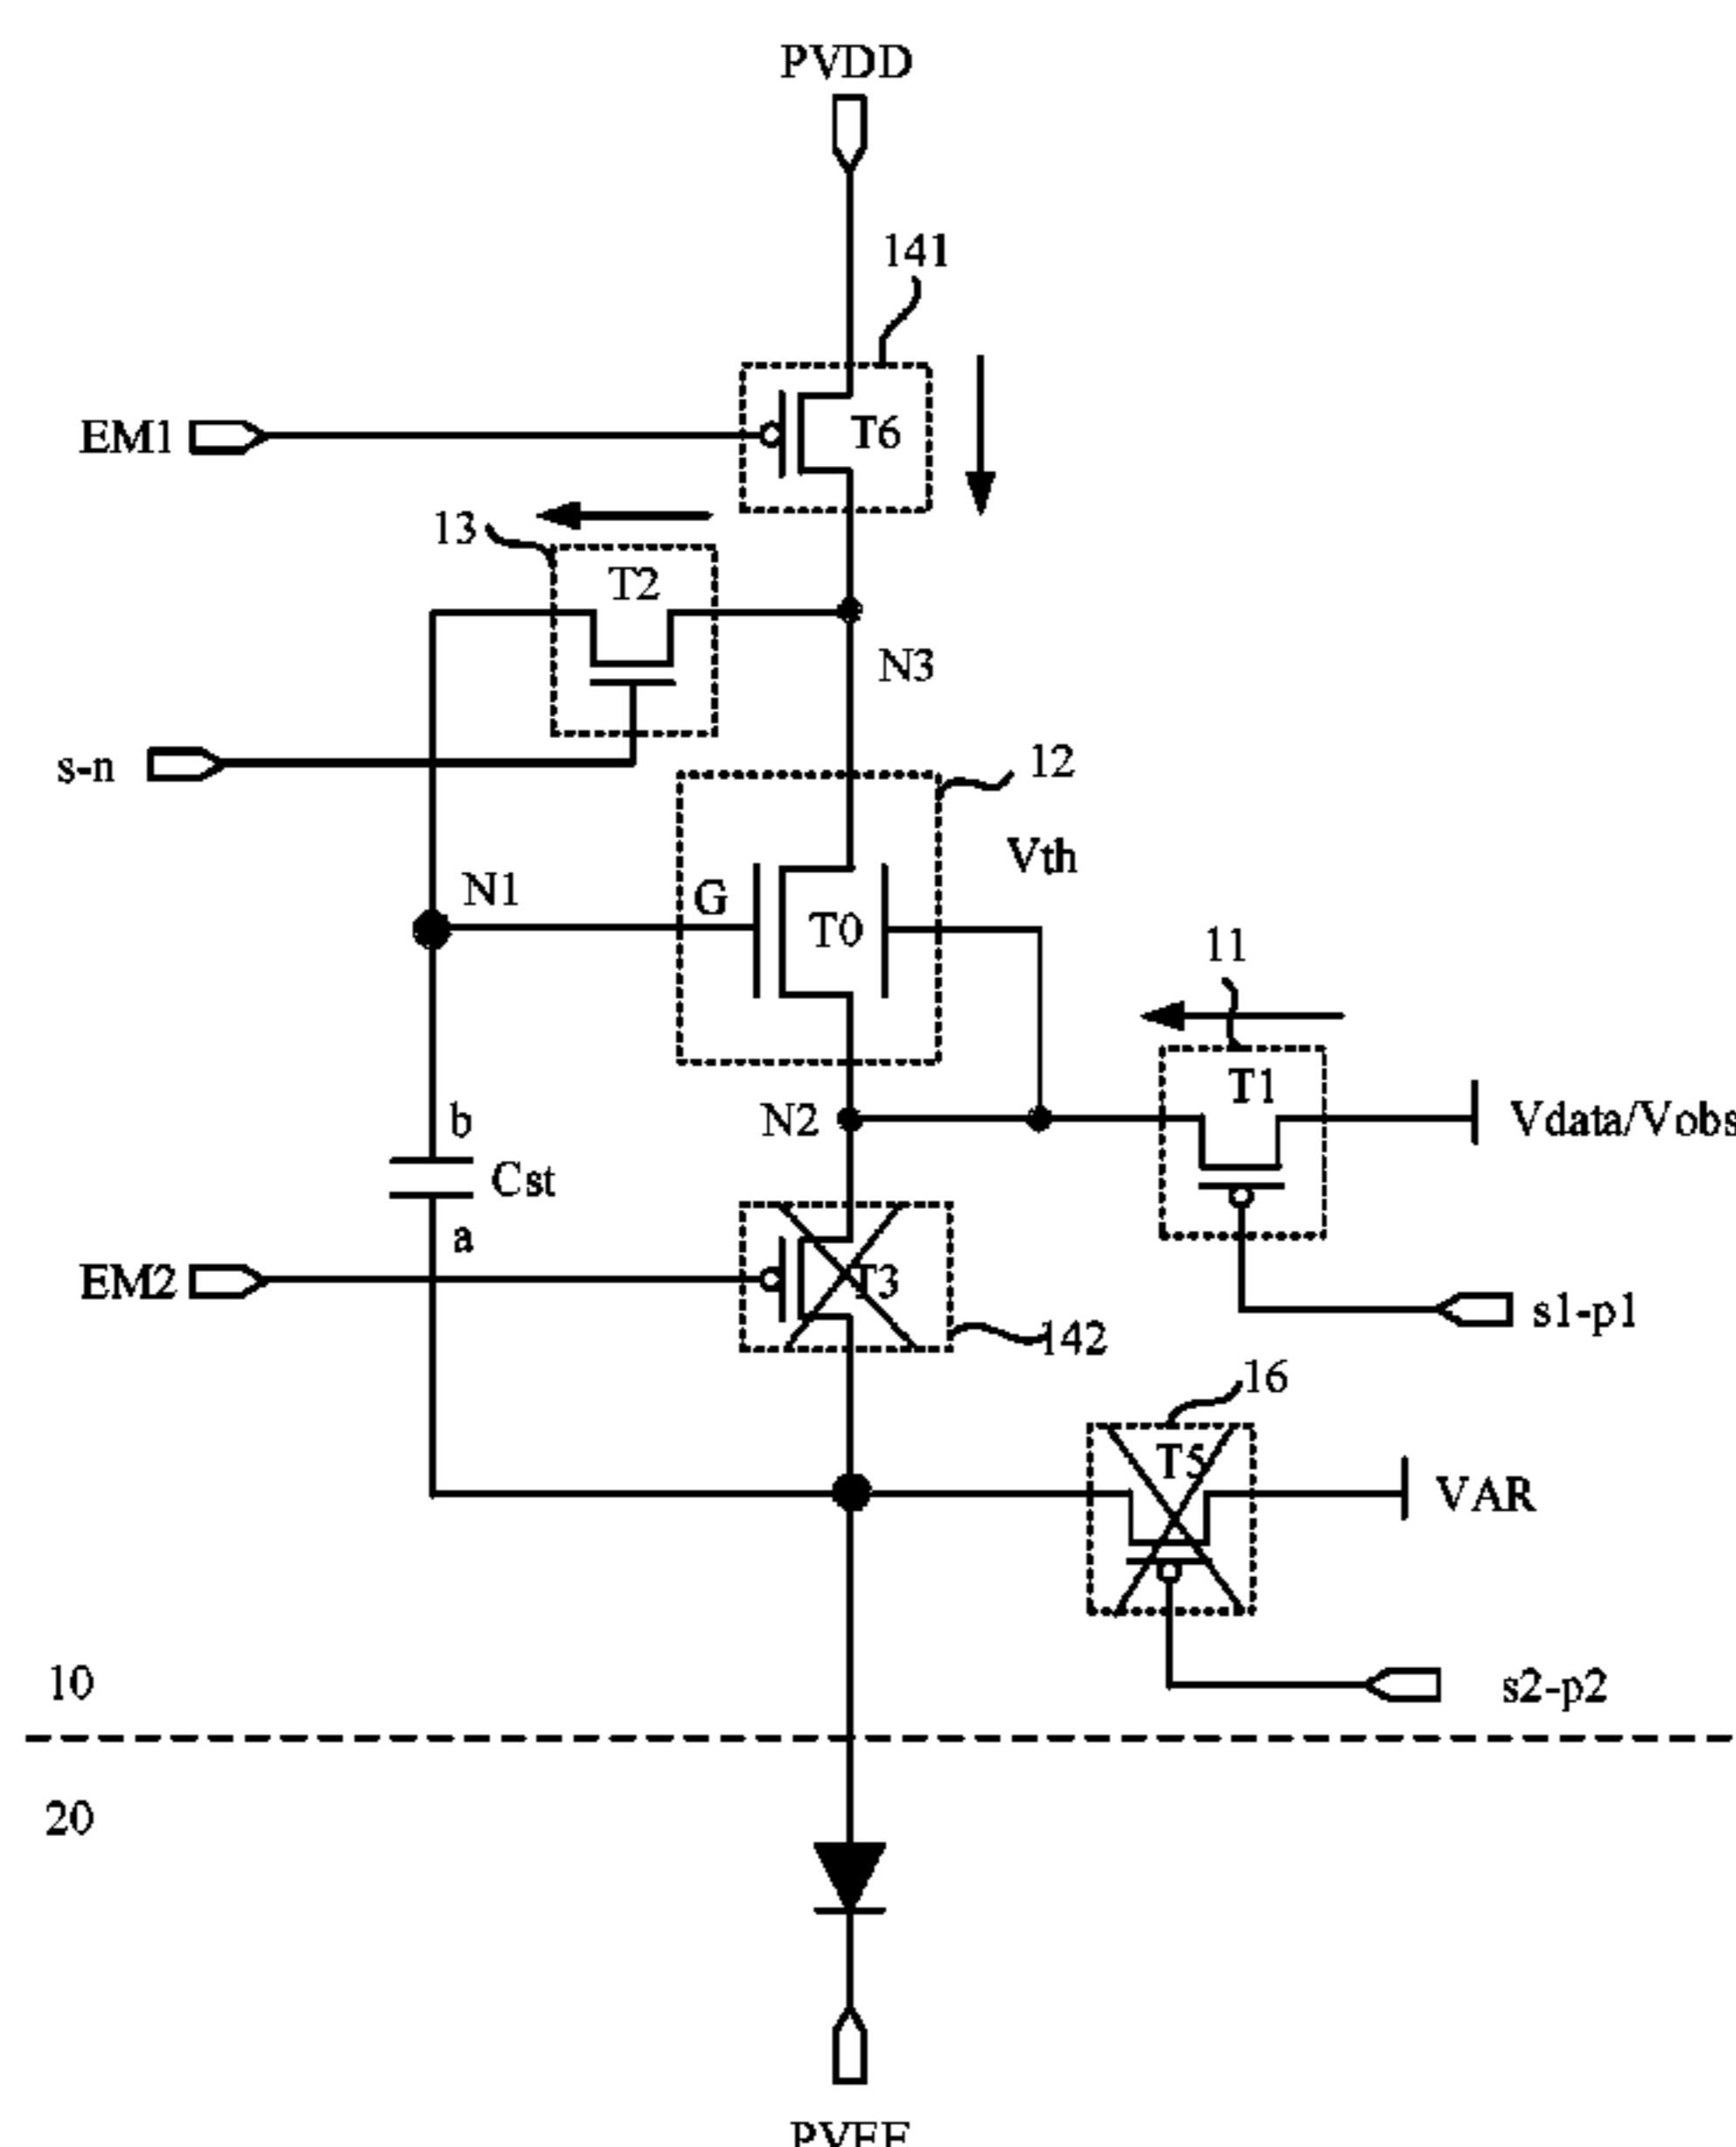 PVDD
141
EM1
T6
13
T2
N3
s-n
12
Vth
N1
G
T0
11
T1
N2
Vdata/Vobs
b
Cst
a
EM2
T3
s1-p1
142
16
T5
VAR
10
s2-p2
20
PVEE